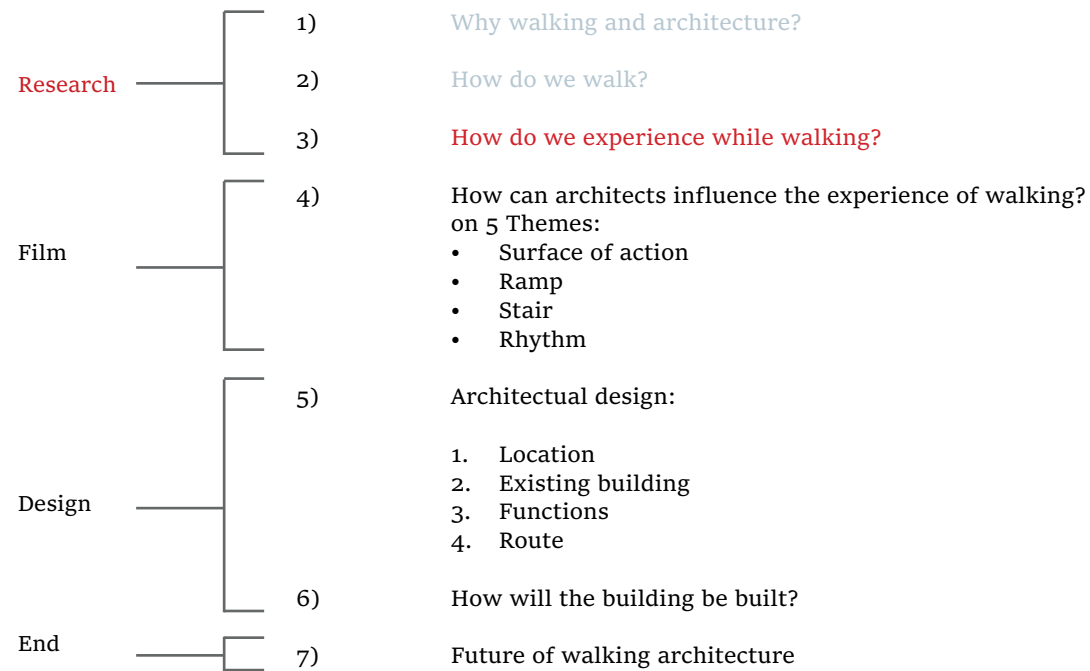 1) Why walking and architecture?
Research
2) How do we walk?
3) How do we experience while walking?
4) How can architects influence the experience of walking?
on 5 Themes:
Film
• Surface of action
• Ramp
• Stair
• Rhythm
5) Architectual design:
1. Location
2. Existing building
Design
3. Functions
4. Route
6) How will the building be built?
End
7) Future of walking architecture